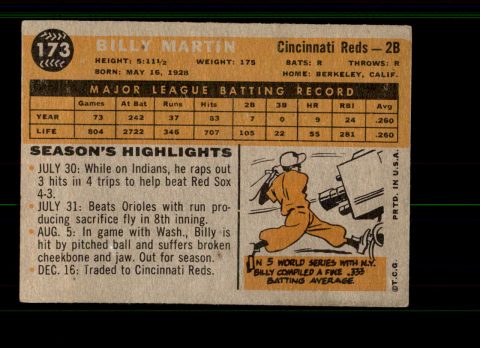 173
BILLY MARTIN
Cincinnati Reds — 2B
HEIGHT: 5:11½ WEIGHT: 175 BATS: R THROWS: R
BORN: MAY 16, 1928 HOME: BERKELEY, CALIF.
MAJOR LEAGUE BATTING RECORD
Games At Bat Runs Hits 2B 3B HR RBI Avg
YEAR 73 242 37 63 7 0 9 24 .260
LIFE 804 2722 346 707 105 22 55 281 .260
SEASON'S HIGHLIGHTS
• JULY 30: While on Indians, he raps out
3 hits in 4 trips to help beat Red Sox
4-3.
• JULY 31: Beats Orioles with run pro-
ducing sacrifice fly in 8th inning.
• AUG. 5: In game with Wash., Billy is
hit by pitched ball and suffers broken
cheekbone and jaw. Out for season.
• DEC. 16: Traded to Cincinnati Reds.
IN 5 WORLD SERIES WITH N.Y.
BILLY COMPILED A FINE .333
BATTING AVERAGE.
©T.C.G. PRTD. IN U.S.A.